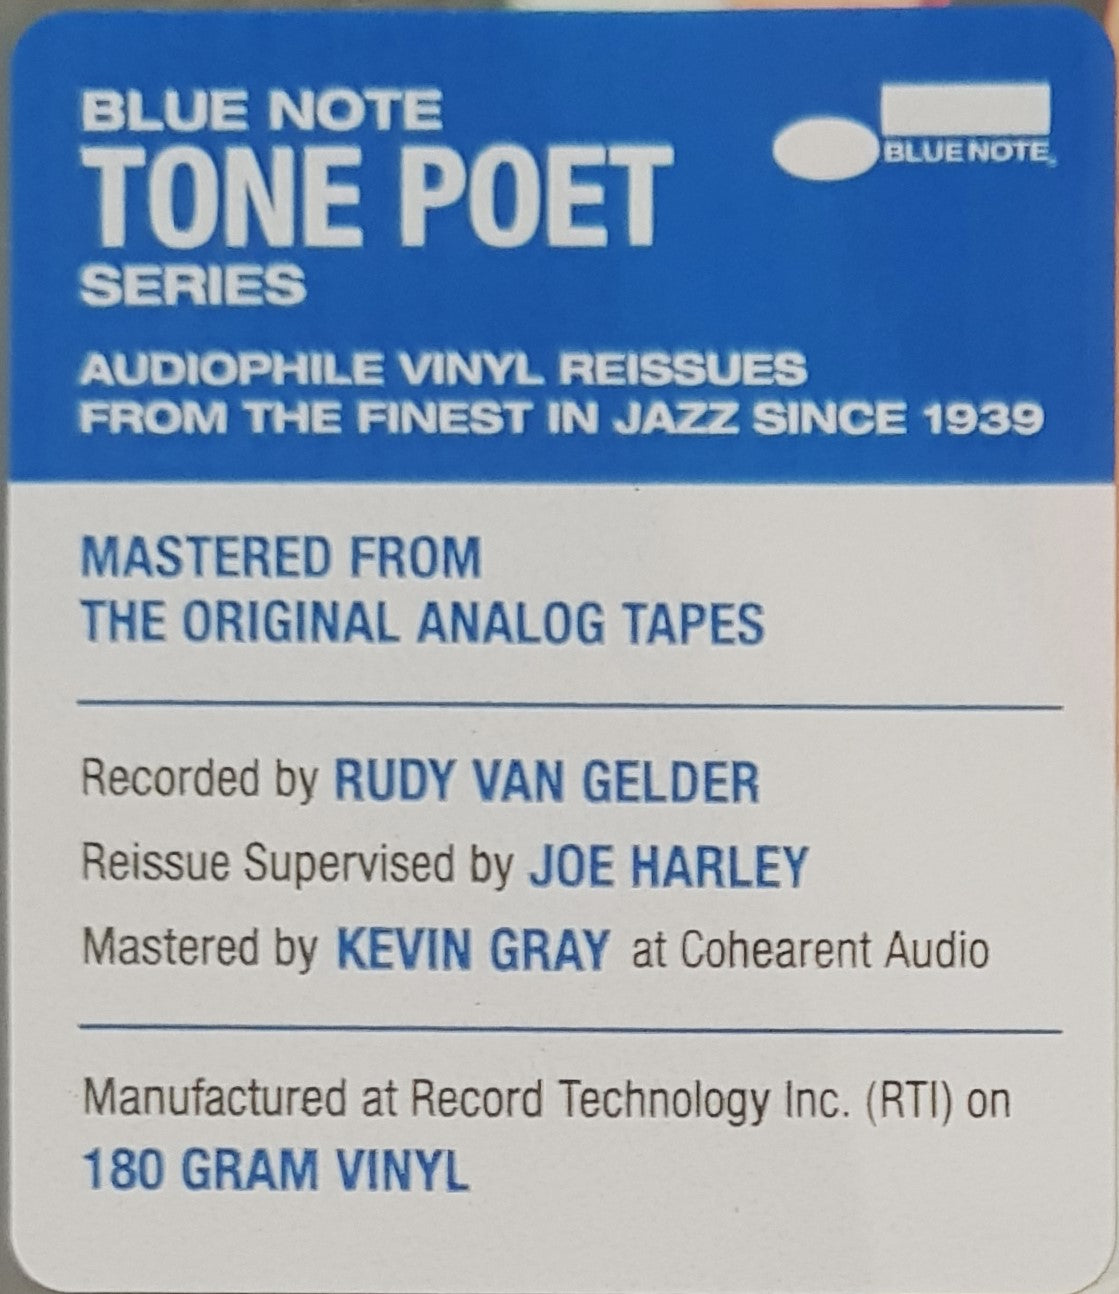 BLUE NOTE
TONE POET
SERIES
BLUE NOTE
AUDIOPHILE VINYL REISSUES
FROM THE FINEST IN JAZZ SINCE 1939
MASTERED FROM
THE ORIGINAL ANALOG TAPES
Recorded by RUDY VAN GELDER
Reissue Supervised by JOE HARLEY
Mastered by KEVIN GRAY at Cohearent Audio
Manufactured at Record Technology Inc. (RTI) on
180 GRAM VINYL